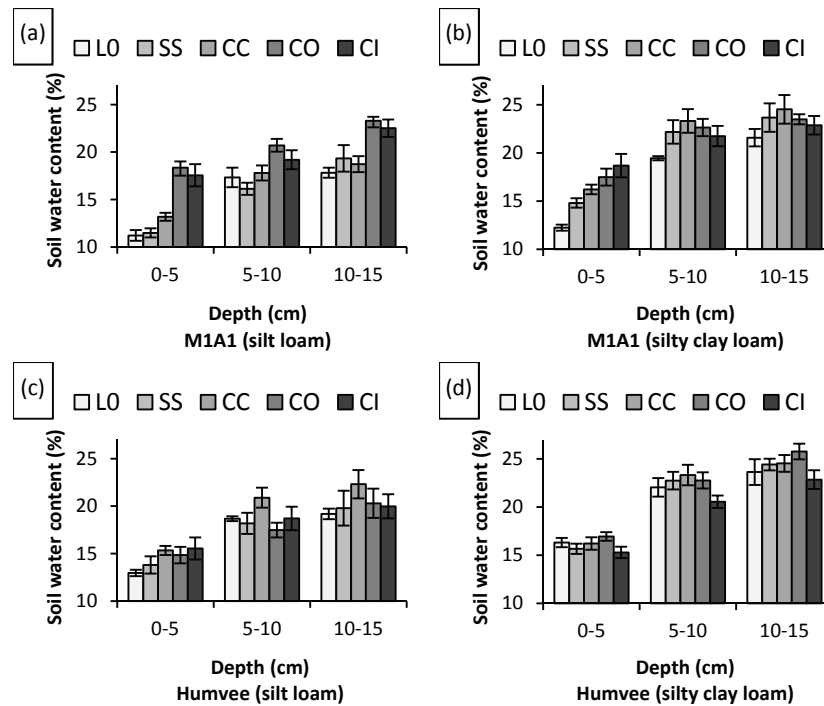 (a)
L0 SS CC CO CI
Soil water content (%)
25
20
15
10
0-5 5-10 10-15
Depth (cm)
M1A1 (silt loam)
(b)
L0 SS CC CO CI
Soil water content (%)
25
20
15
10
0-5 5-10 10-15
Depth (cm)
M1A1 (silty clay loam)
(c)
L0 SS CC CO CI
Soil water content (%)
25
20
15
10
0-5 5-10 10-15
Depth (cm)
Humvee (silt loam)
(d)
L0 SS CC CO CI
Soil water content (%)
25
20
15
10
0-5 5-10 10-15
Depth (cm)
Humvee (silty clay loam)